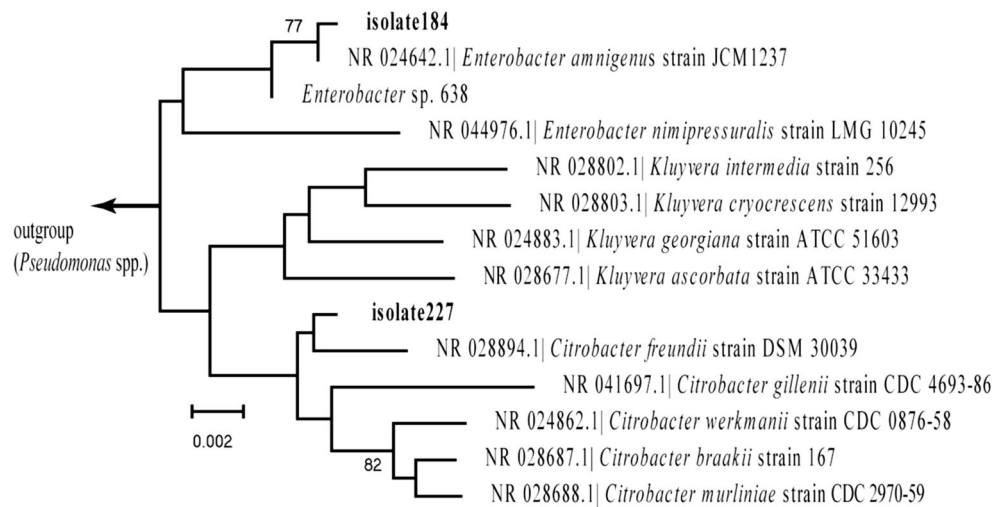 77
isolate184
NR 024642.1| Enterobacter amnigenus strain JCM1237
Enterobacter sp. 638
NR 044976.1| Enterobacter nimipressuralis strain LMG 10245
NR 028802.1| Kluyvera intermedia strain 256
NR 028803.1| Kluyvera cryocrescens strain 12993
outgroup
(Pseudomonas spp.)
NR 024883.1| Kluyvera georgiana strain ATCC 51603
NR 028677.1| Kluyvera ascorbata strain ATCC 33433
isolate227
NR 028894.1| Citrobacter freundii strain DSM 30039
NR 041697.1| Citrobacter gillenii strain CDC 4693-86
0.002
NR 024862.1| Citrobacter werkmanii strain CDC 0876-58
82
NR 028687.1| Citrobacter braakii strain 167
NR 028688.1| Citrobacter murliniae strain CDC 2970-59